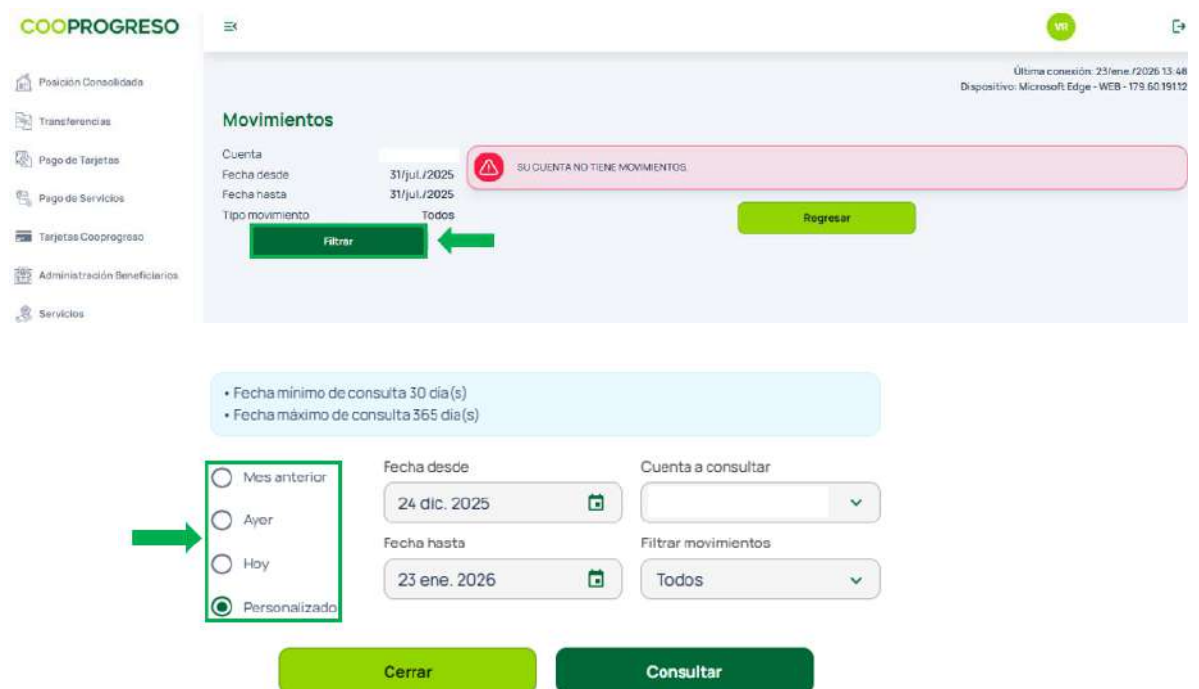 COOPROGRESO
VR
Última conexión: 23/ene./2026 13:48
Dispositivo: Microsoft Edge - WEB - 179.60.191.12
Posición Consolidada
Transferencias
Pago de Tarjetas
Pago de Servicios
Tarjetas Cooprogreso
Administración Beneficiarios
Servicios
Movimientos
Cuenta
Fecha desde 31/jul./2025
Fecha hasta 31/jul./2025
Tipo movimiento Todos
Filtrar
SU CUENTA NO TIENE MOVIMIENTOS.
Regresar
• Fecha mínimo de consulta 30 día(s)
• Fecha máximo de consulta 365 día(s)
Mes anterior
Ayer
Hoy
Personalizado
Fecha desde
24 dic. 2025
Fecha hasta
23 ene. 2026
Cuenta a consultar
Filtrar movimientos
Todos
Cerrar
Consultar